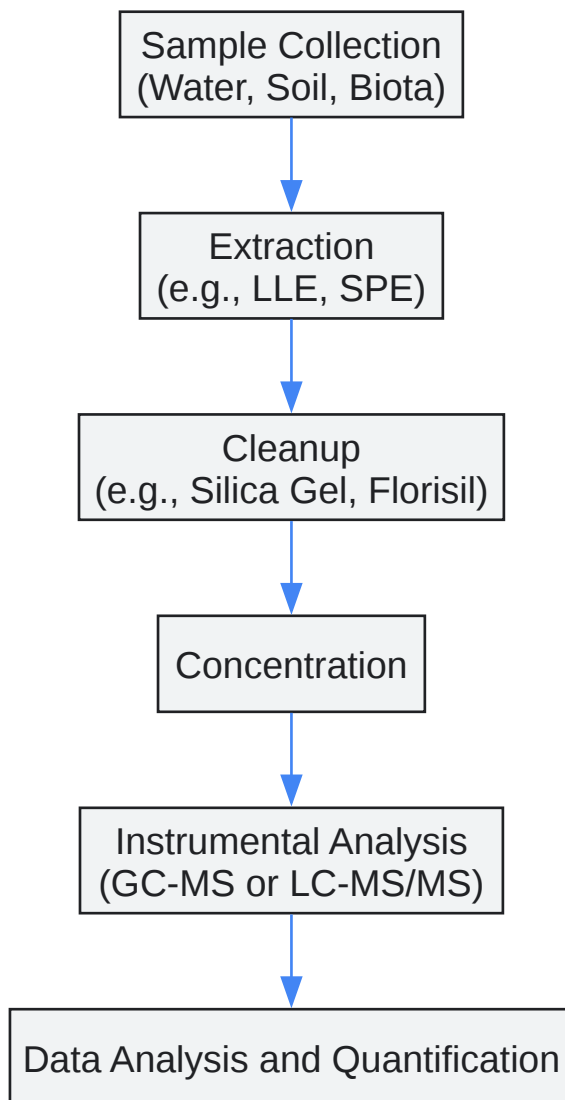 Sample Collection
(Water, Soil, Biota)
Extraction
(e.g., LLE, SPE)
Cleanup
(e.g., Silica Gel, Florisil)
Concentration
Instrumental Analysis
(GC-MS or LC-MS/MS)
Data Analysis and Quantification